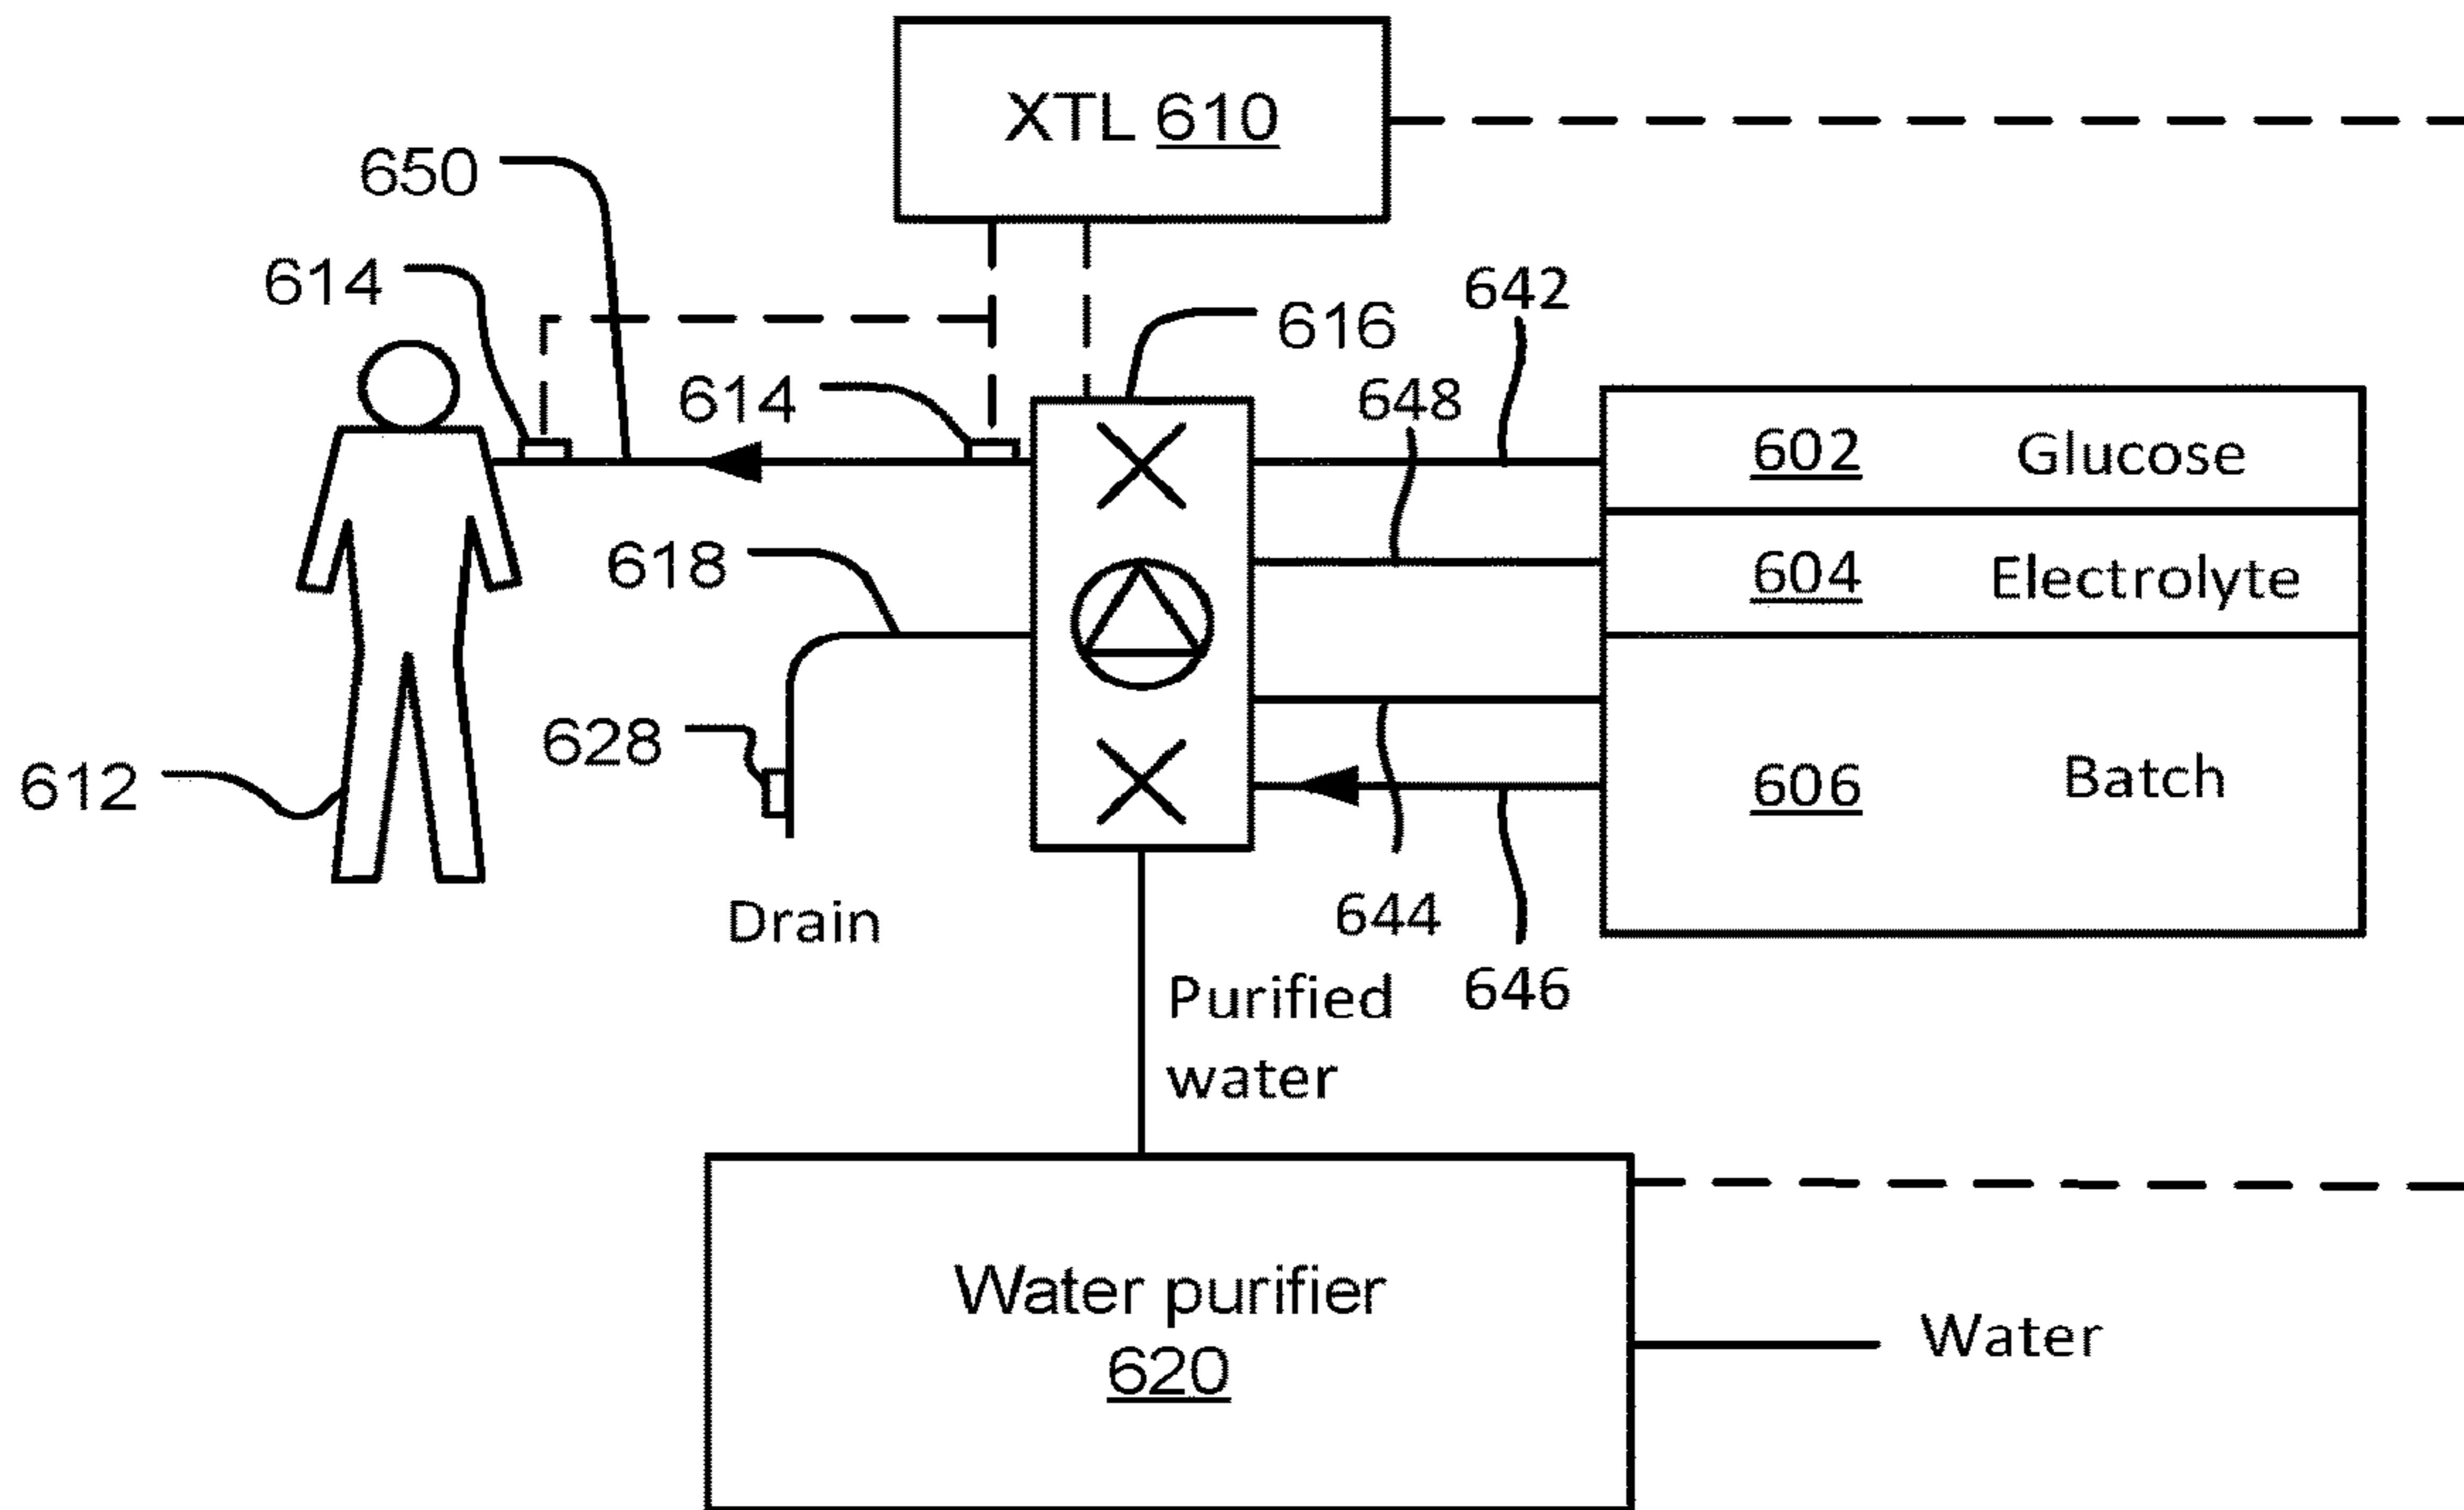 XTL 610
650
614
616
642
614
648
602 Glucose
618
604 Electrolyte
628
612
606 Batch
Drain
644
646
Purified
water
Water purifier
620
Water